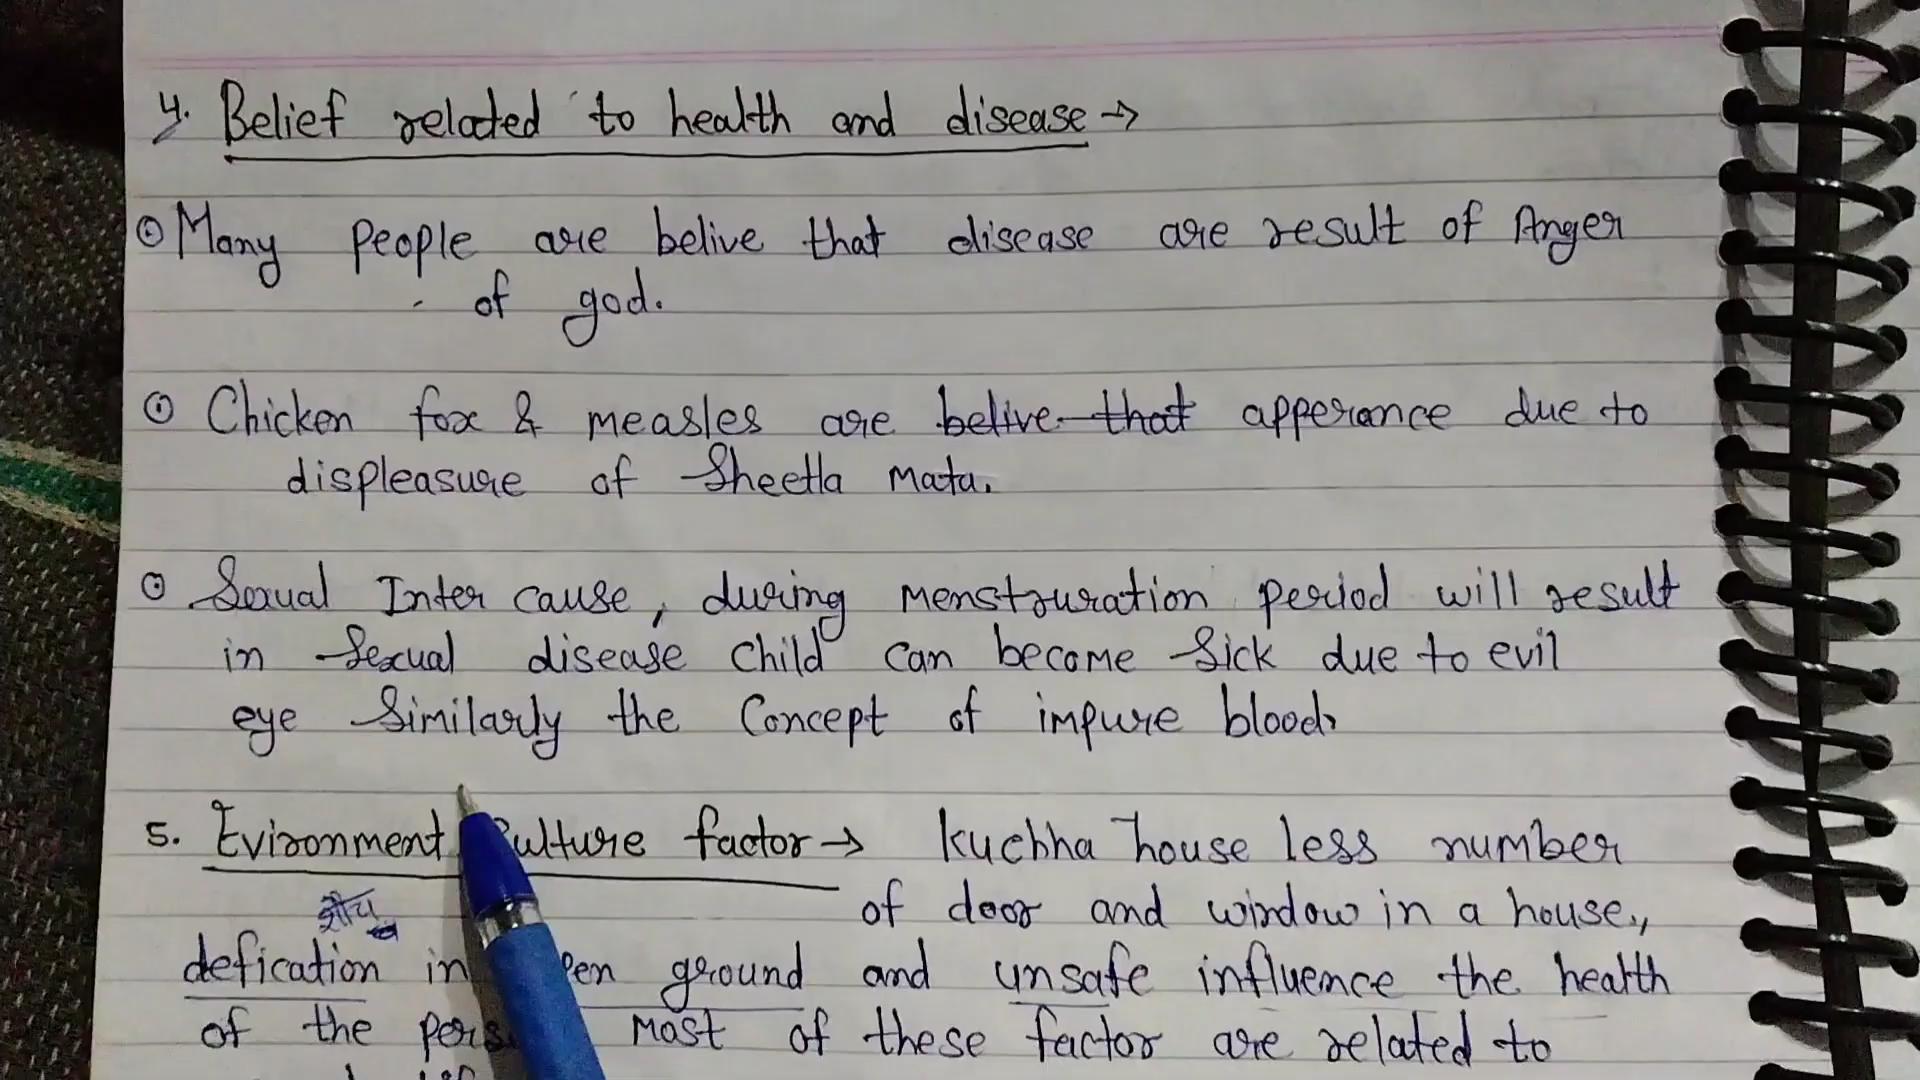 4. Belief related to health and disease →
⊙ Many people are belive that disease are result of Anger
of god.
⊙ Chicken fox & measles are belive that apperance due to
displeasure of Sheetla Mata.
⊙ Sexual Inter cause, during menstruration period will result
in Sexual disease child can become Sick due to evil
eye Similarly the Concept of impure blood.
5. Evironment Culture factor → kuchha house less number
of door and window in a house,,
शौच
defication in open ground and unsafe influence the health
of the Most of these factor are related to